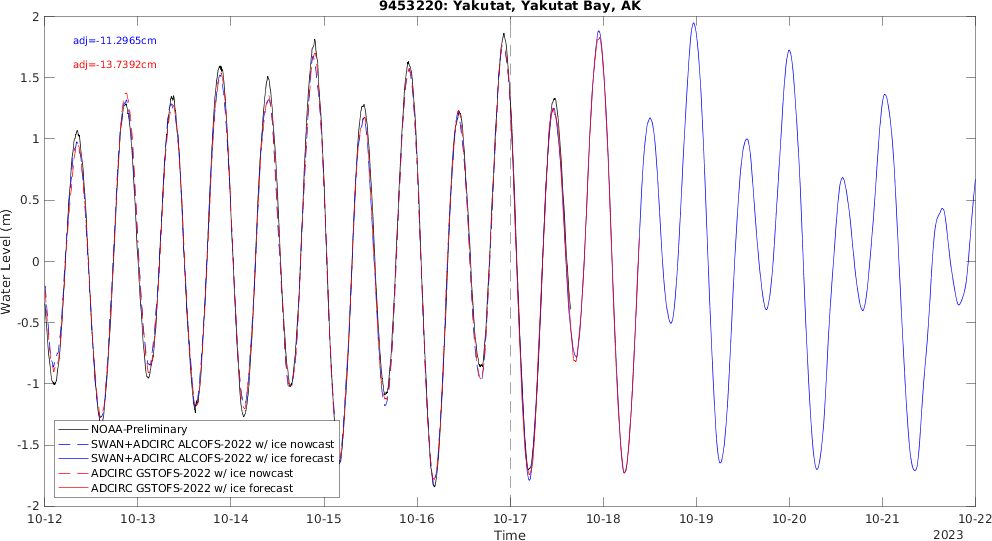 9453220: Yakutat, Yakutat Bay, AK
adj=-11.2965cm
adj=-13.7392cm
Water Level (m)
2
1.5
1
0.5
0
-0.5
-1
-1.5
-2
NOAA-Preliminary
SWAN+ADCIRC ALCOFS-2022 w/ ice nowcast
SWAN+ADCIRC ALCOFS-2022 w/ ice forecast
ADCIRC GSTOFS-2022 w/ ice nowcast
ADCIRC GSTOFS-2022 w/ ice forecast
10-12 10-13 10-14 10-15 10-16 10-17 10-18 10-19 10-20 10-21 10-22
Time
2023